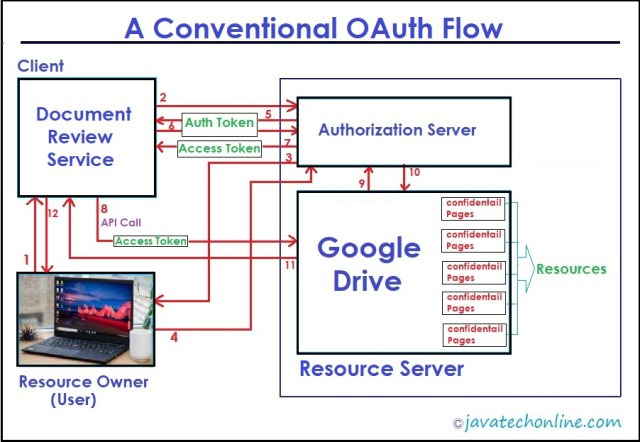 A Conventional OAuth Flow
Client
Document
Review
Service
2
5
Auth Token
6
7
Access Token
3
Authorization Server
1
12
8
API Call
Access Token
11
9
10
4
Google
Drive
confidentail
Pages
confidentail
Pages
confidentail
Pages
confidentail
Pages
confidentail
Pages
Resources
Resource Server
Resource Owner
(User)
©javatechonline.com